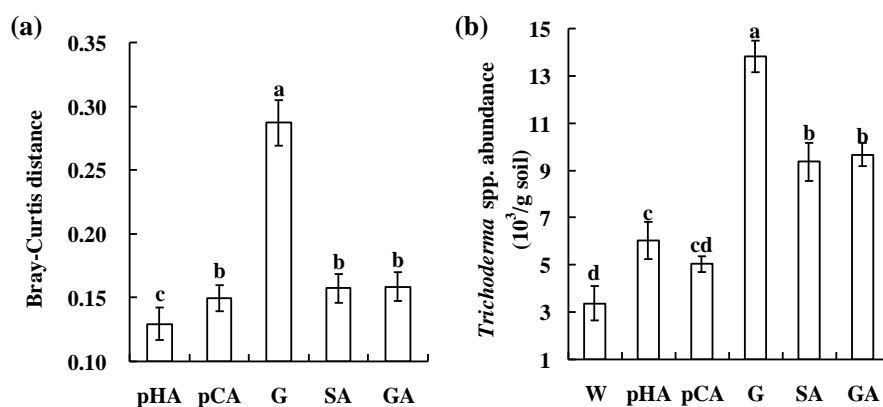 (a)
Bray-Curtis distance
0.35
0.30
0.25
0.20
0.15
0.10
c
b
a
b
b
pHA pCA G SA GA
(b)
Trichoderma spp. abundance
(10³/g soil)
15
13
11
9
7
5
3
1
d
c
cd
a
b
b
W pHA pCA G SA GA